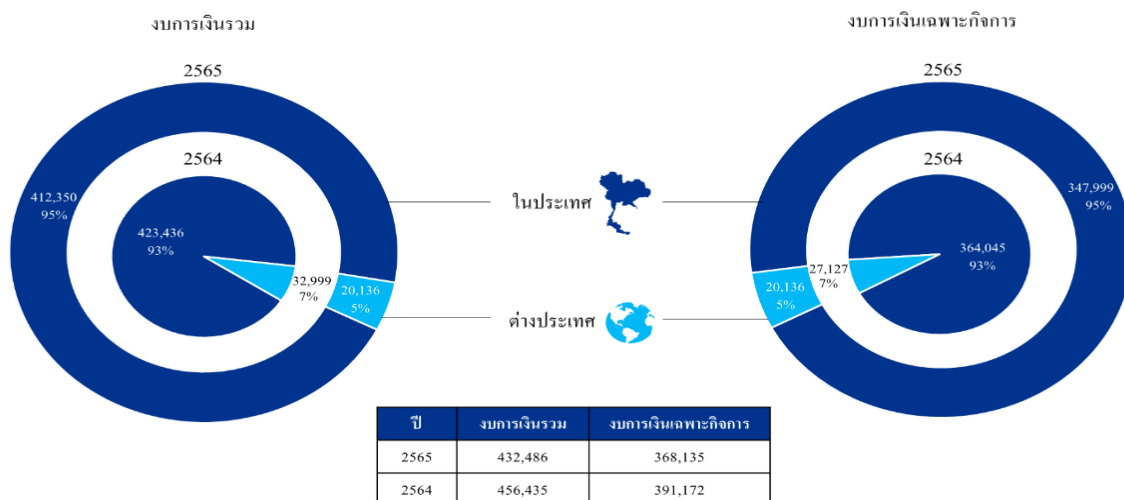 งบการเงินรวม
2565
2564
412,350
95%
423,436
93%
32,999
7%
20,136
5%
ในประเทศ
ต่างประเทศ
งบการเงินเฉพาะกิจการ
2565
2564
347,999
95%
364,045
93%
27,127
7%
20,136
5%
ปี งบการเงินรวม งบการเงินเฉพาะกิจการ
2565 432,486 368,135
2564 456,435 391,172